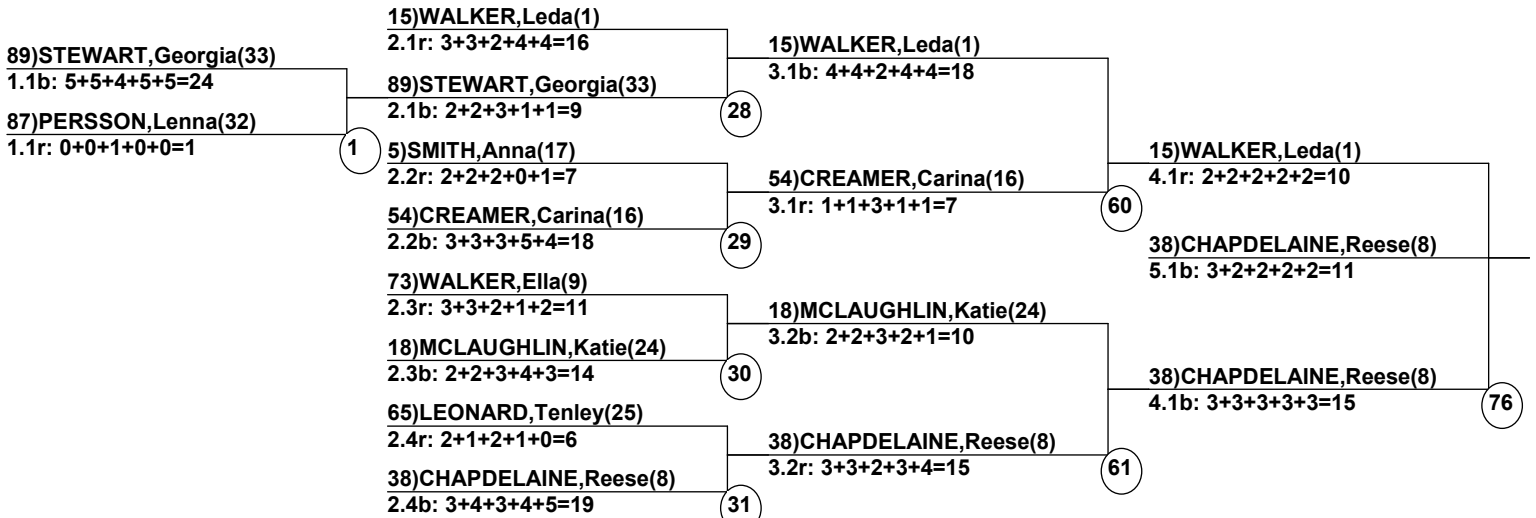 89)STEWART,Georgia(33)
1.1b: 5+5+4+5+5=24
87)PERSSON,Lenna(32)
1.1r: 0+0+1+0+0=1
1
15)WALKER,Leda(1)
2.1r: 3+3+2+4+4=16
89)STEWART,Georgia(33)
2.1b: 2+2+3+1+1=9
28
5)SMITH,Anna(17)
2.2r: 2+2+2+0+1=7
54)CREAMER,Carina(16)
2.2b: 3+3+3+5+4=18
29
73)WALKER,Ella(9)
2.3r: 3+3+2+1+2=11
18)MCLAUGHLIN,Katie(24)
2.3b: 2+2+3+4+3=14
30
65)LEONARD,Tenley(25)
2.4r: 2+1+2+1+0=6
38)CHAPDELAINE,Reese(8)
2.4b: 3+4+3+4+5=19
31
15)WALKER,Leda(1)
3.1b: 4+4+2+4+4=18
54)CREAMER,Carina(16)
3.1r: 1+1+3+1+1=7
60
18)MCLAUGHLIN,Katie(24)
3.2b: 2+2+3+2+1=10
38)CHAPDELAINE,Reese(8)
3.2r: 3+3+2+3+4=15
61
15)WALKER,Leda(1)
4.1r: 2+2+2+2+2=10
38)CHAPDELAINE,Reese(8)
4.1b: 3+3+3+3+3=15
76
38)CHAPDELAINE,Reese(8)
5.1b: 3+2+2+2+2=11